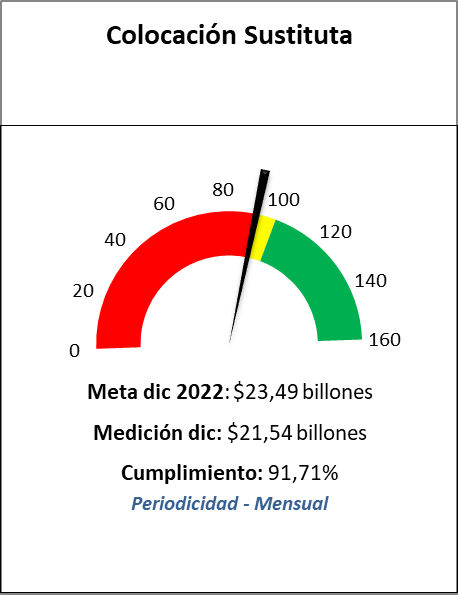 Colocación Sustituta
0
20
40
60
80
100
120
140
160
Meta dic 2022: $23,49 billones
Medición dic: $21,54 billones
Cumplimiento: 91,71%
Periodicidad - Mensual